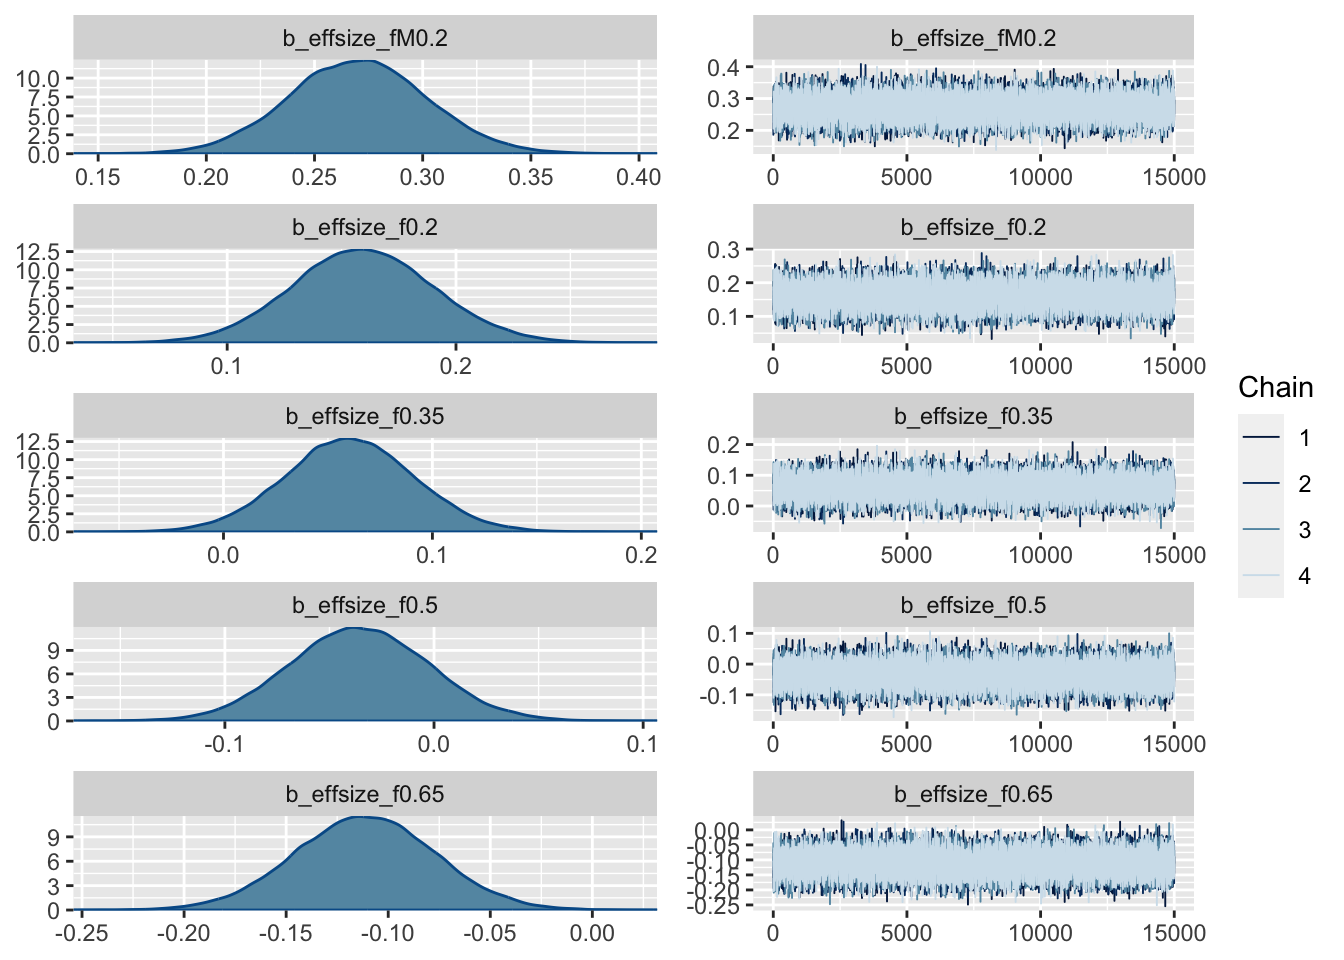 b_effsize_fM0.2
10.0
7.5
5.0
2.5
0.0
0.15 0.20 0.25 0.30 0.35 0.40
b_effsize_fM0.2
0.4
0.3
0.2
0 5000 10000 15000
b_effsize_f0.2
12.5
10.0
7.5
5.0
2.5
0.0
0.1 0.2
b_effsize_f0.2
0.3
0.2
0.1
0 5000 10000 15000
b_effsize_f0.35
12.5
10.0
7.5
5.0
2.5
0.0
0.0 0.1 0.2
b_effsize_f0.35
0.2
0.1
0.0
0 5000 10000 15000
b_effsize_f0.5
9
6
3
0
-0.1 0.0 0.1
b_effsize_f0.5
0.1
0.0
-0.1
0 5000 10000 15000
b_effsize_f0.65
9
6
3
0
-0.25 -0.20 -0.15 -0.10 -0.05 0.00
b_effsize_f0.65
0.00
-0.05
-0.10
-0.15
-0.20
-0.25
0 5000 10000 15000
Chain
1
2
3
4